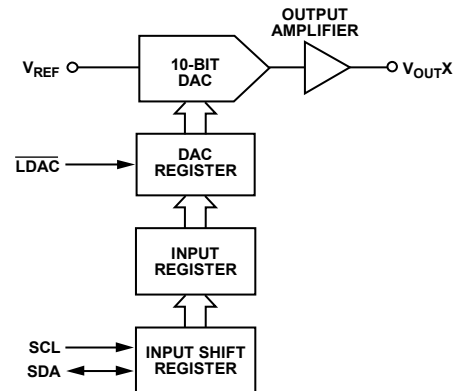 OUTPUT
AMPLIFIER
V_REF
10-BIT
DAC
V_OUTX
LDAC
DAC
REGISTER
INPUT
REGISTER
SCL
SDA
INPUT SHIFT
REGISTER